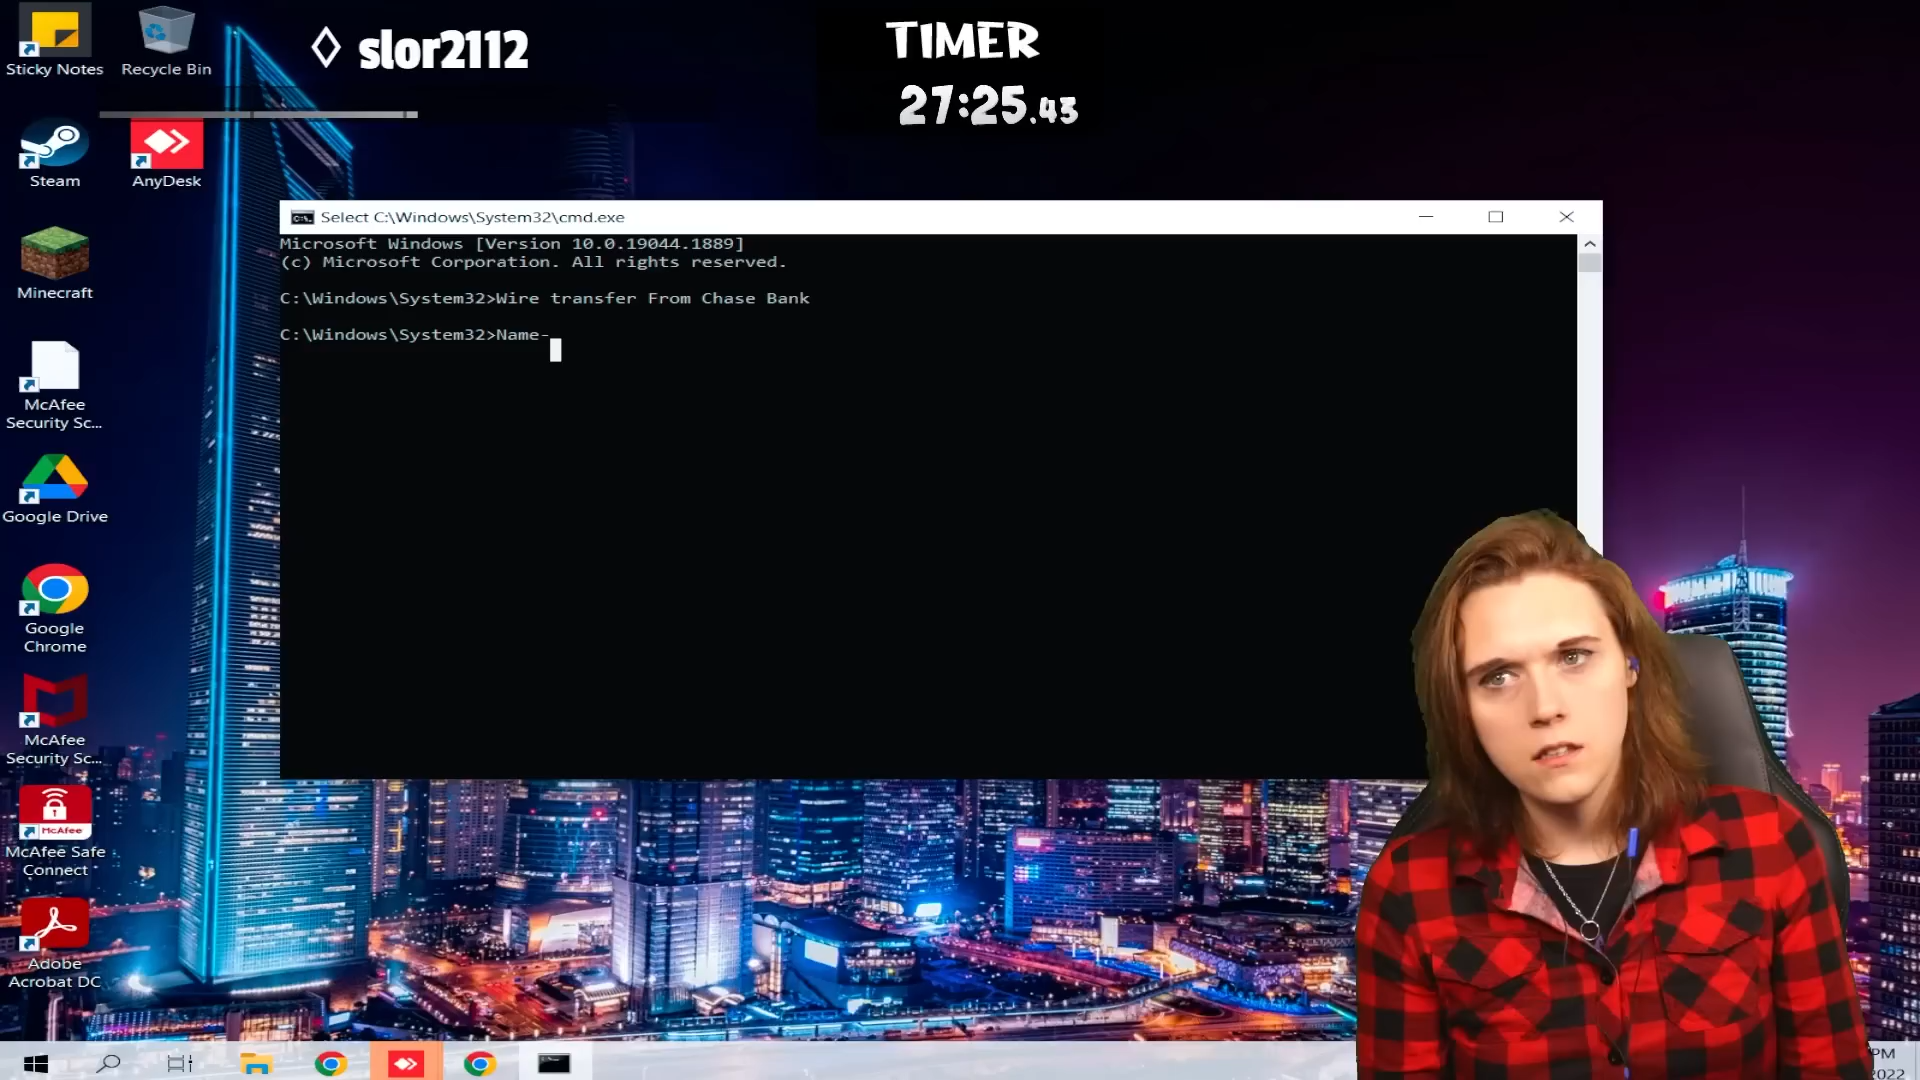 slor2112
TIMER
27:25.43
Sticky Notes
Recycle Bin
Steam
AnyDesk
Minecraft
McAfee
Security Sc...
Google Drive
Google
Chrome
McAfee
Security Sc...
McAfee
McAfee Safe
Connect
Adobe
Acrobat DC
C:\.
Select C:\Windows\System32\cmd.exe
Microsoft Windows [Version 10.0.19044.1889]
(c) Microsoft Corporation. All rights reserved.
C:\Windows\System32>Wire transfer From Chase Bank
C:\Windows\System32>Name-
PM
2022